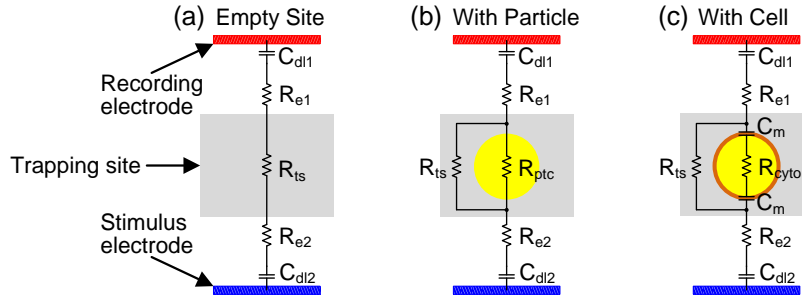 (a) Empty Site
C_dl1
Recording electrode
R_e1
Trapping site
R_ts
Stimulus electrode
R_e2
C_dl2
(b) With Particle
C_dl1
R_e1
R_ts
R_ptc
R_e2
C_dl2
(c) With Cell
C_dl1
R_e1
C_m
R_ts
R_cyto
C_m
R_e2
C_dl2